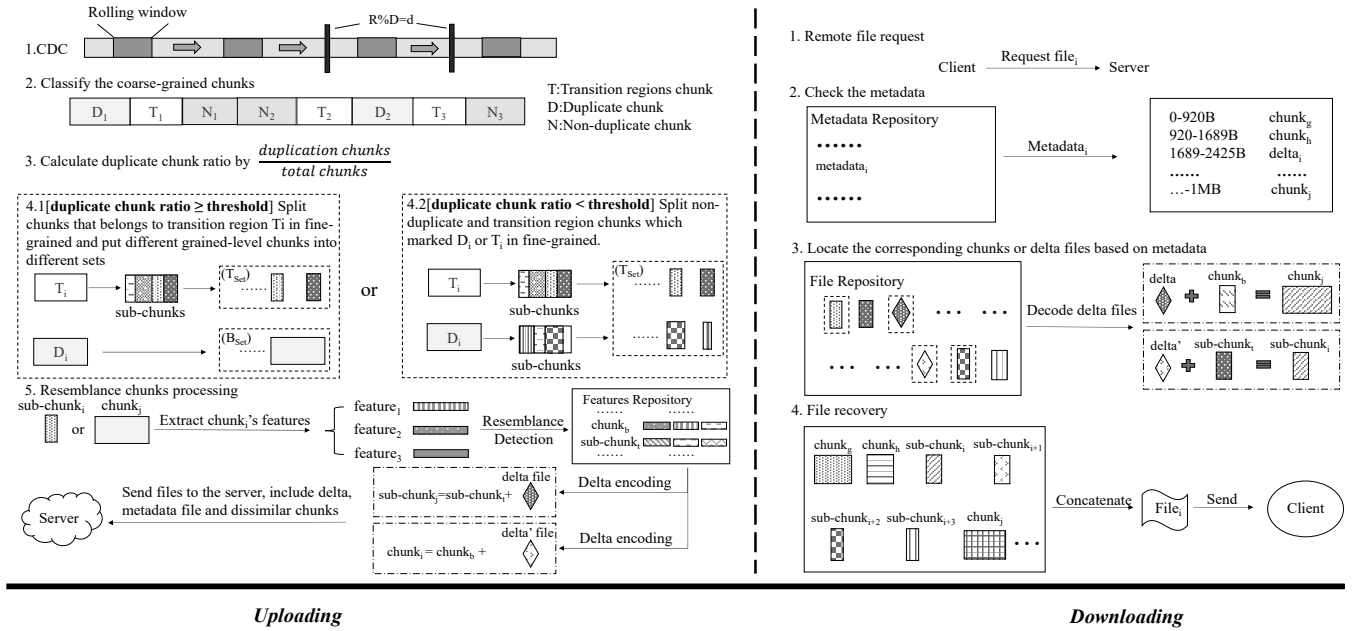 Rolling window
R%D=d
1.CDC
2. Classify the coarse-grained chunks
D1 T1 N1 N2 T2 D2 T3 N3
T:Transition regions chunk
D:Duplicate chunk
N:Non-duplicate chunk
3. Calculate duplicate chunk ratio by duplication chunks
total chunks
4.1[duplicate chunk ratio ≥ threshold] Split
chunks that belongs to transition region Ti in fine-
grained and put different grained-level chunks into
different sets
Ti
sub-chunks
(TSet)
......
Di
(BSet)
......
or
4.2[duplicate chunk ratio < threshold] Split non-
duplicate and transition region chunks which
marked Di or Ti in fine-grained.
Ti
sub-chunks
(TSet)
......
Di
sub-chunks
......
5. Resemblance chunks processing
sub-chunki
or
chunkj
Extract chunki's features
feature1
feature2
feature3
Resemblance
Detection
Features Repository
...... ......
chunkb
sub-chunkt
...... ......
Delta encoding
delta file
sub-chunkj=sub-chunkt+
Delta encoding
delta' file
chunki = chunkb +
Send files to the server, include delta,
metadata file and dissimilar chunks
Server
Uploading
1. Remote file request
Client
Request filei
Server
2. Check the metadata
Metadata Repository
......
metadatai
......
Metadatai
0-920B chunkg
920-1689B chunkh
1689-2425B deltai
...... ......
...-1MB chunkj
3. Locate the corresponding chunks or delta files based on metadata
File Repository
... ...
... ...
Decode delta files
delta chunkb chunkj
delta' sub-chunkt sub-chunki
4. File recovery
chunkg chunkh sub-chunki sub-chunki+1
sub-chunki+2 sub-chunki+3 chunkj
...
Concatenate
Filei
Send
Client
Downloading